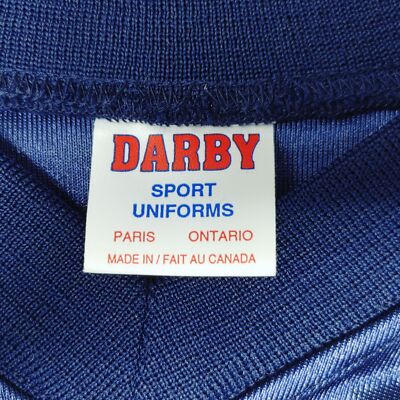 DARBY
SPORT
UNIFORMS
PARIS ONTARIO
MADE IN / FAIT AU CANADA